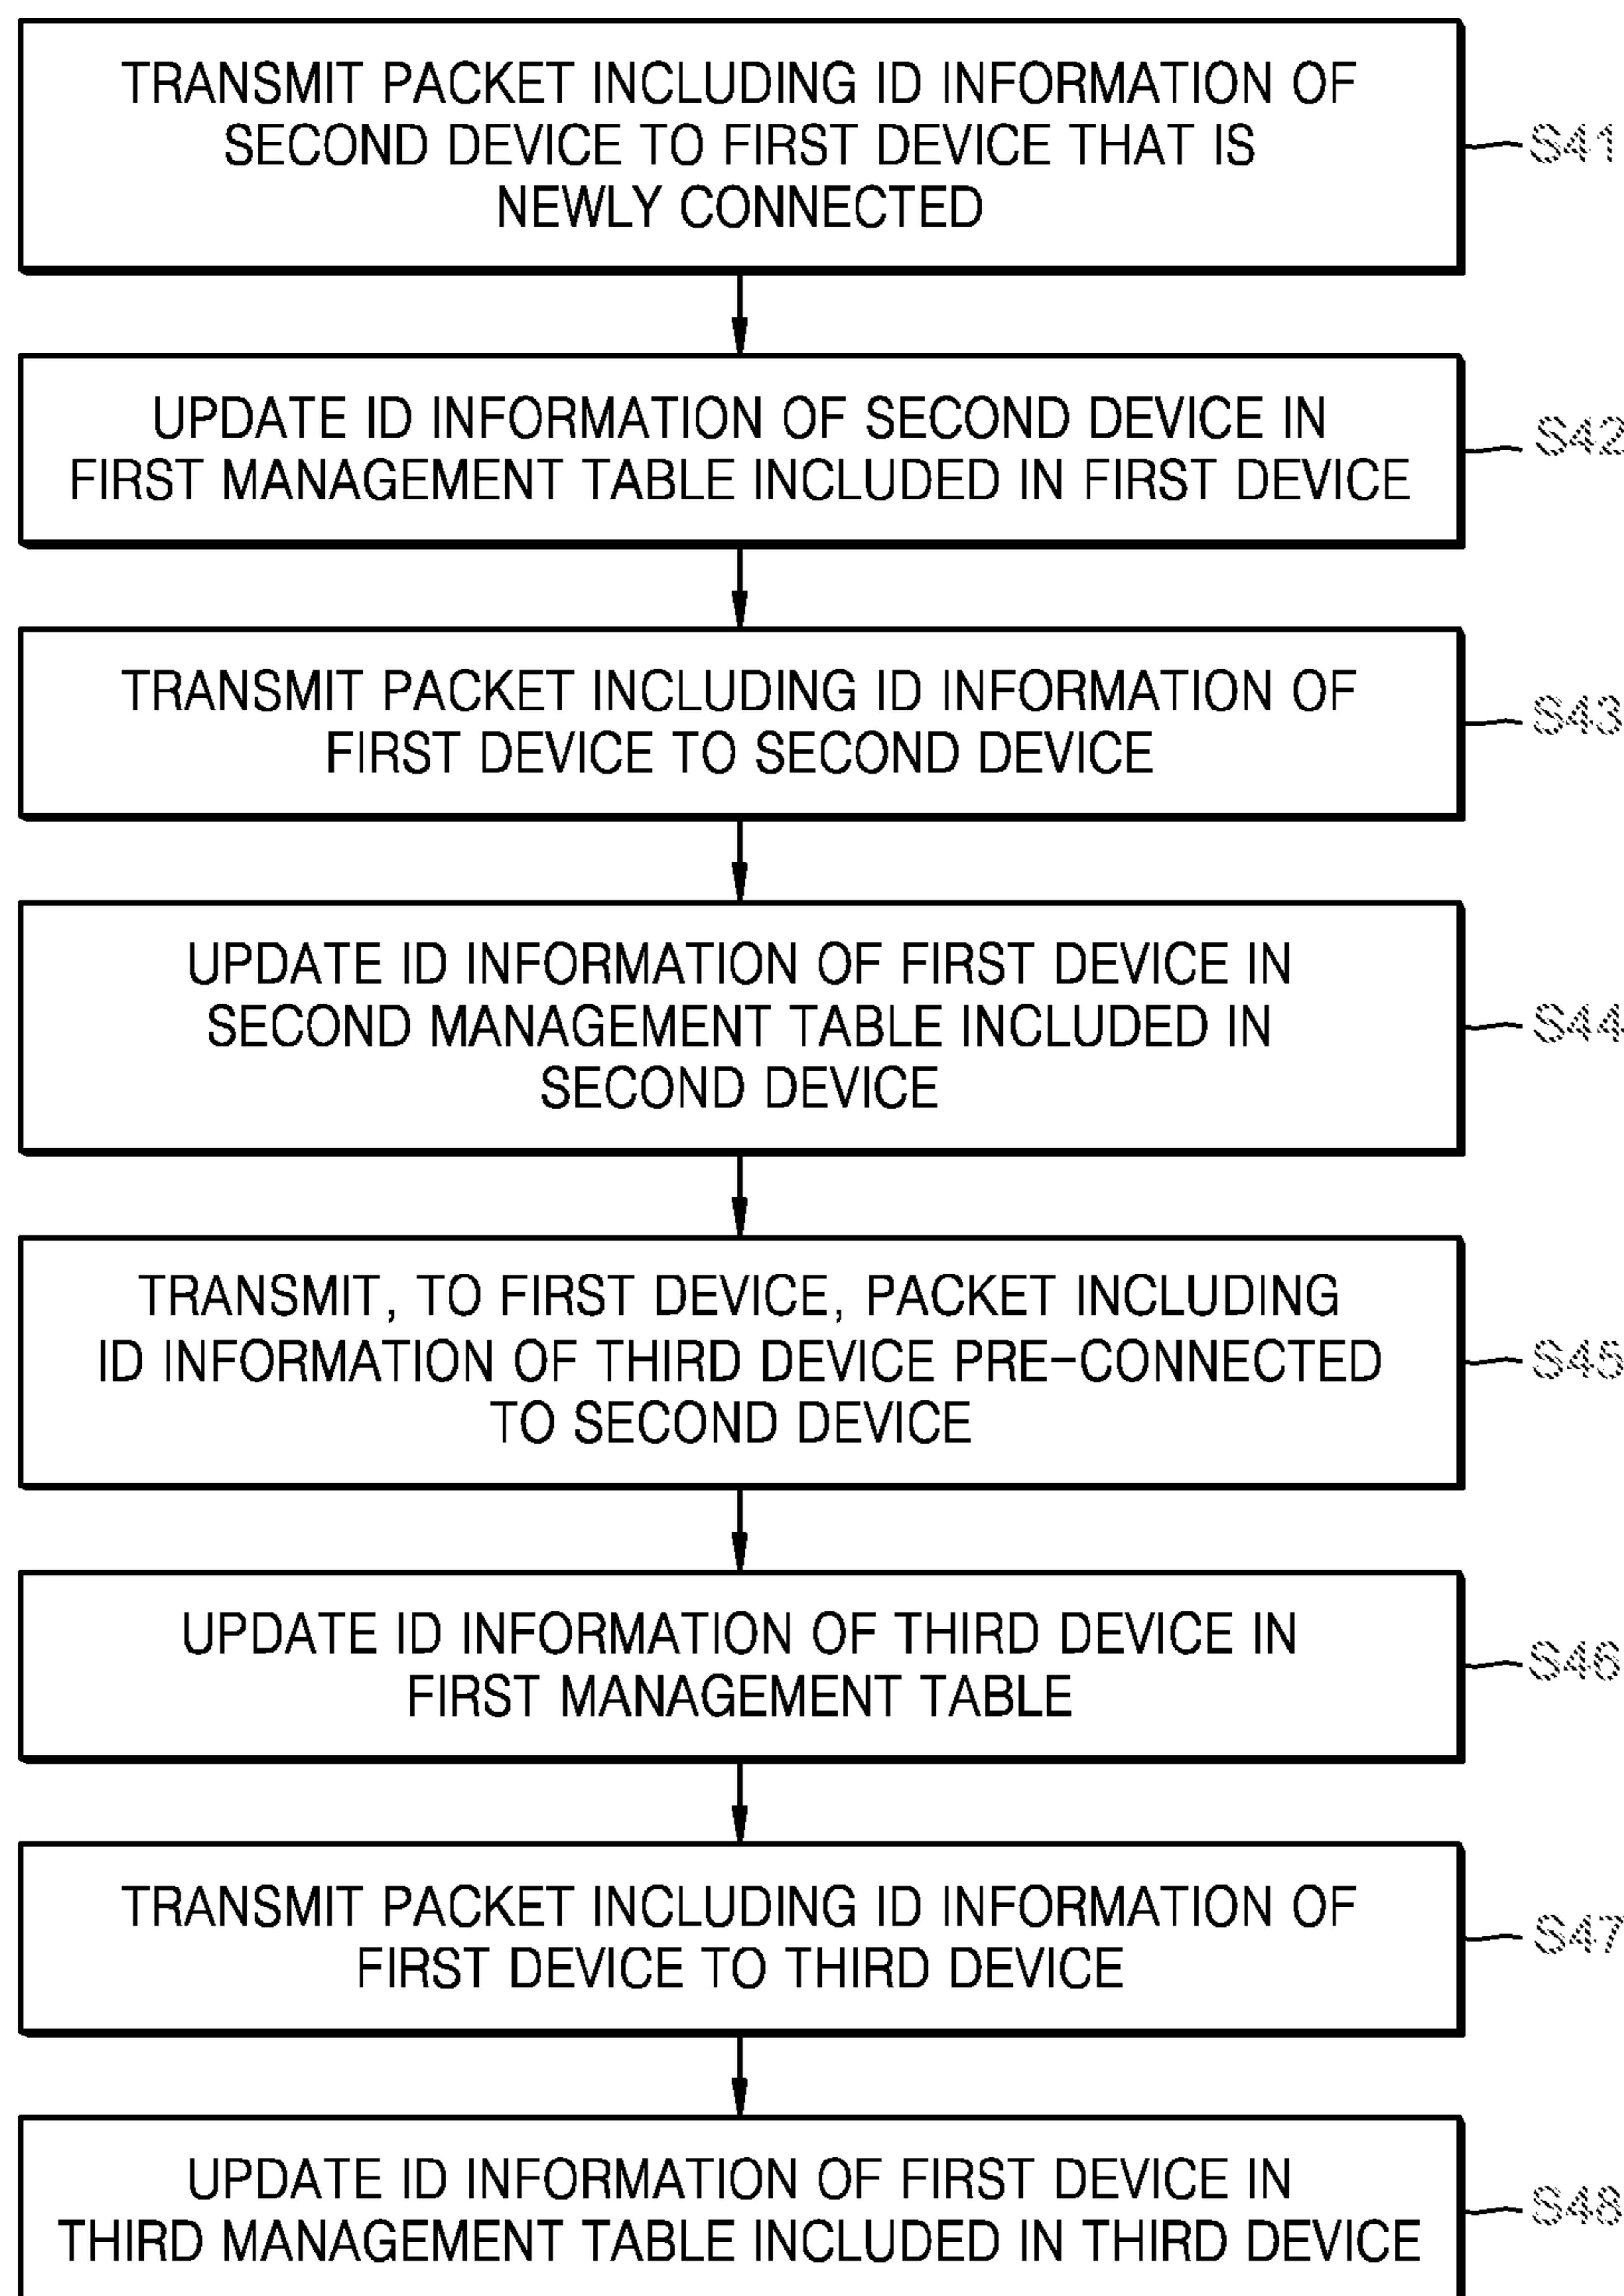 TRANSMIT PACKET INCLUDING ID INFORMATION OF
SECOND DEVICE TO FIRST DEVICE THAT IS
NEWLY CONNECTED
S41
UPDATE ID INFORMATION OF SECOND DEVICE IN
FIRST MANAGEMENT TABLE INCLUDED IN FIRST DEVICE
S42
TRANSMIT PACKET INCLUDING ID INFORMATION OF
FIRST DEVICE TO SECOND DEVICE
S43
UPDATE ID INFORMATION OF FIRST DEVICE IN
SECOND MANAGEMENT TABLE INCLUDED IN
SECOND DEVICE
S44
TRANSMIT, TO FIRST DEVICE, PACKET INCLUDING
ID INFORMATION OF THIRD DEVICE PRE-CONNECTED
TO SECOND DEVICE
S45
UPDATE ID INFORMATION OF THIRD DEVICE IN
FIRST MANAGEMENT TABLE
S46
TRANSMIT PACKET INCLUDING ID INFORMATION OF
FIRST DEVICE TO THIRD DEVICE
S47
UPDATE ID INFORMATION OF FIRST DEVICE IN
THIRD MANAGEMENT TABLE INCLUDED IN THIRD DEVICE
S48